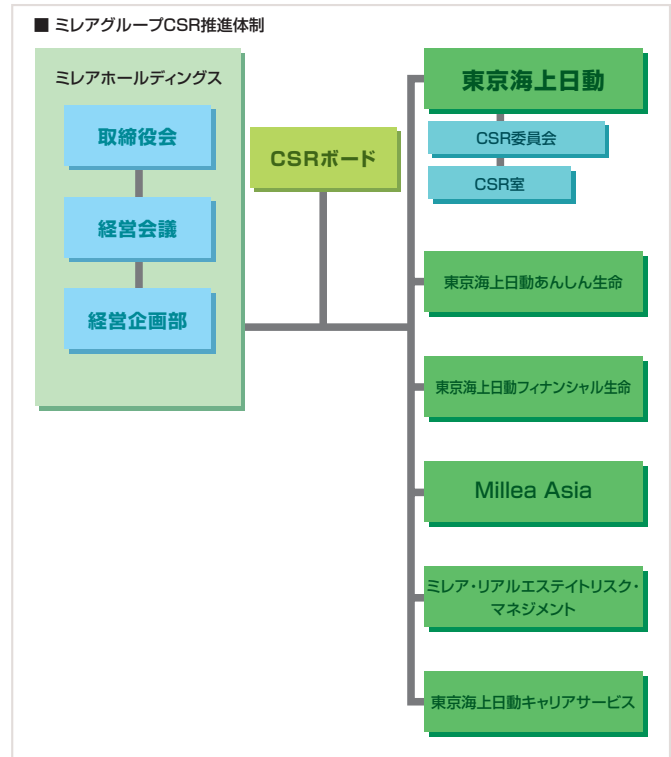 ■ ミレアグループCSR推進体制
ミレアホールディングス
取締役会
経営会議
経営企画部
CSRボード
東京海上日動
CSR委員会
CSR室
東京海上日動あんしん生命
東京海上日動フィナンシャル生命
Millea Asia
ミレア・リアルエステイトリスク・
マネジメント
東京海上日動キャリアサービス